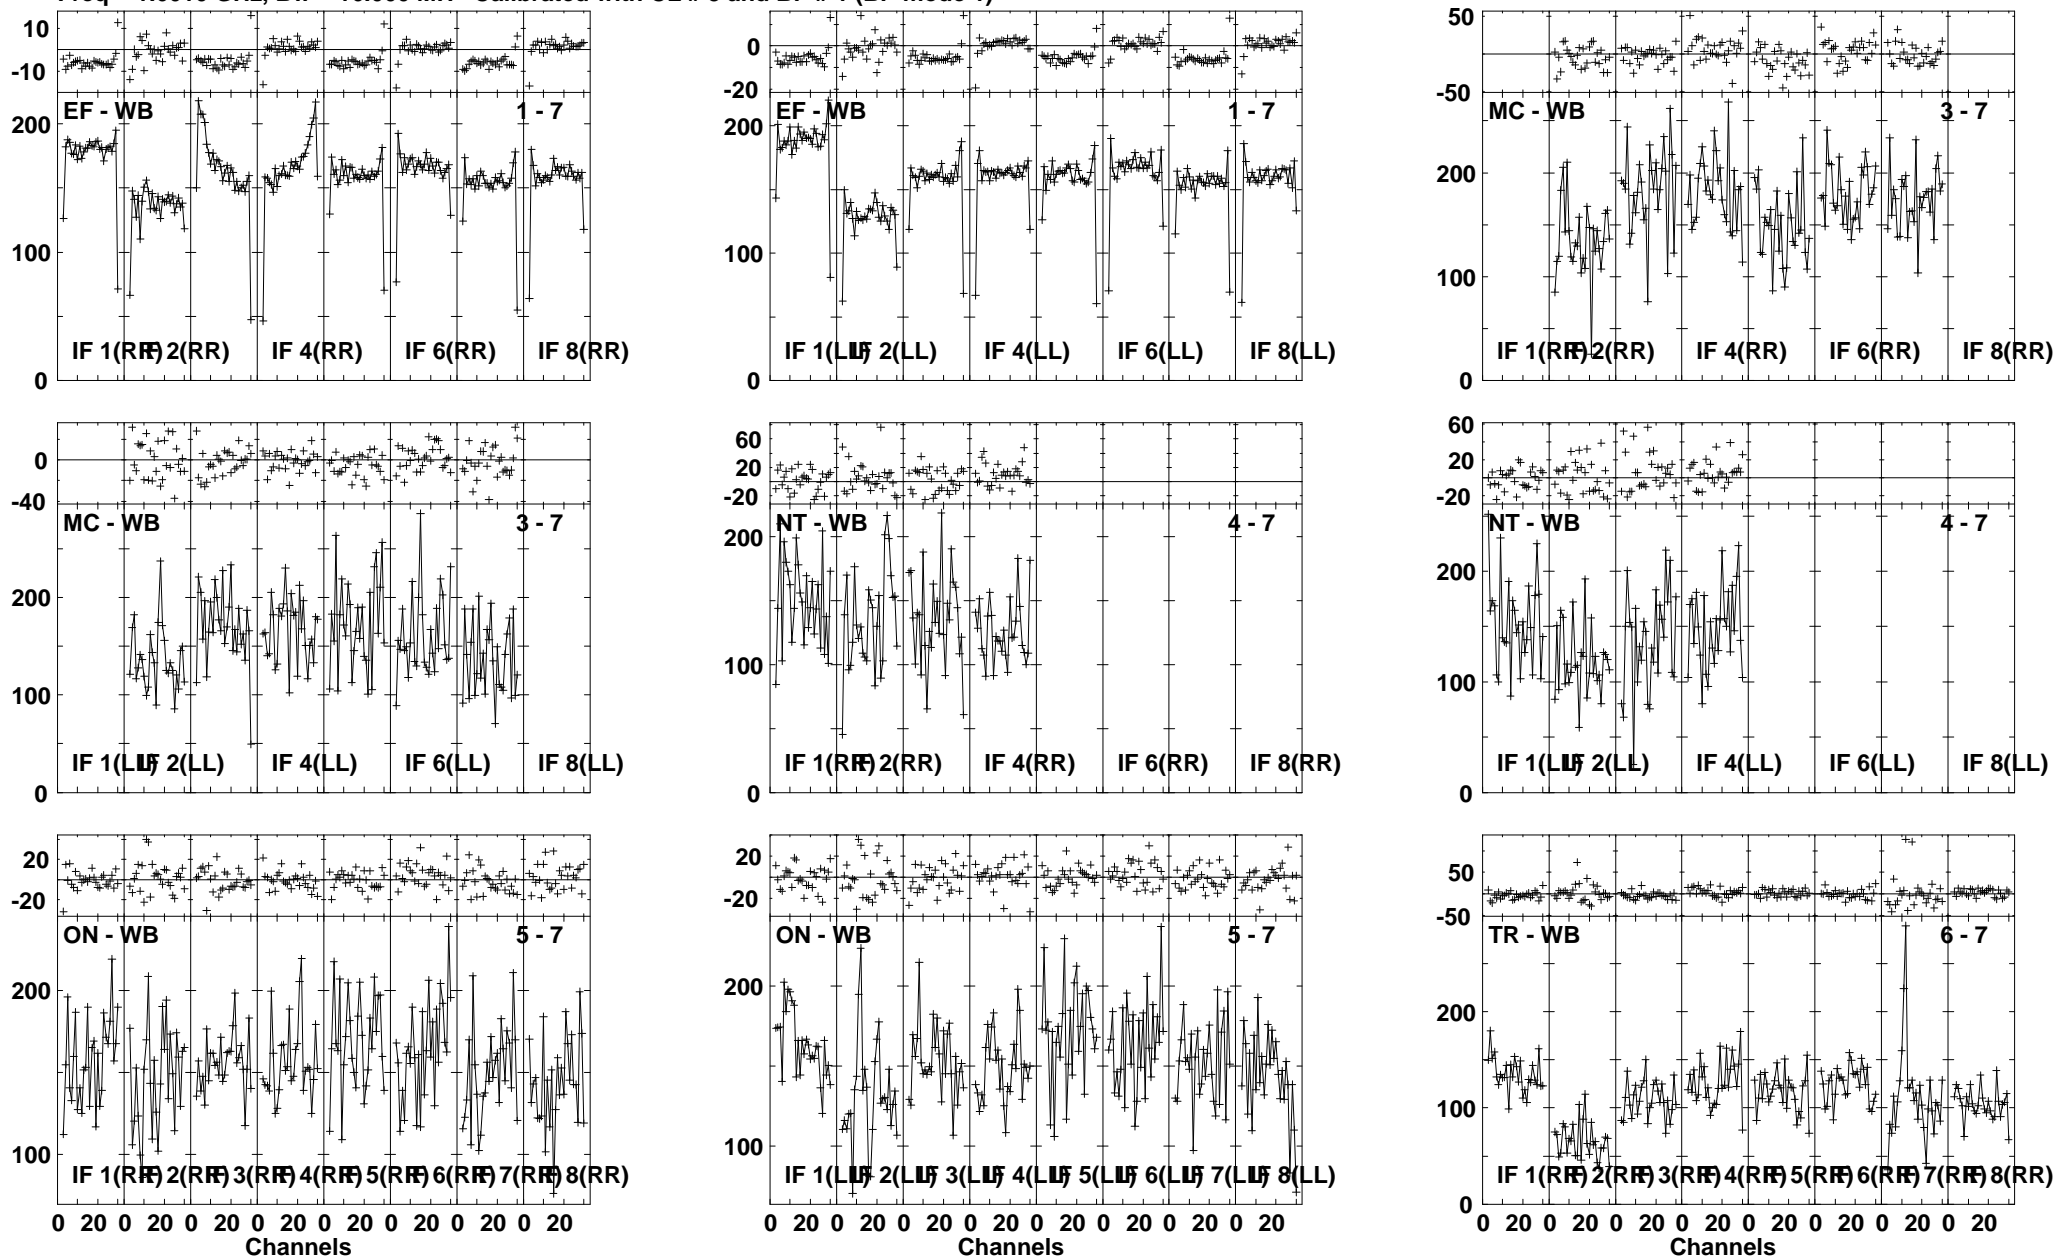 10
0
-10
EF - WB
1 - 7
200
100
0
IF 1(RR) IF 2(RR) IF 4(RR) IF 6(RR) IF 8(RR)
0
-20
EF - WB
1 - 7
200
100
0
IF 1(LL) IF 2(LL) IF 4(LL) IF 6(LL) IF 8(LL)
50
-50
MC - WB
3 - 7
200
100
0
IF 1(RR) IF 2(RR) IF 4(RR) IF 6(RR) IF 8(RR)
0
-40
MC - WB
3 - 7
200
100
0
IF 1(LL) IF 2(LL) IF 4(LL) IF 6(LL) IF 8(LL)
60
20
-20
NT - WB
4 - 7
200
100
0
IF 1(RR) IF 2(RR) IF 4(RR) IF 6(RR) IF 8(RR)
60
20
-20
NT - WB
4 - 7
200
100
0
IF 1(LL) IF 2(LL) IF 4(LL) IF 6(LL) IF 8(LL)
20
-20
ON - WB
5 - 7
200
100
IF 1(RR) IF 2(RR) IF 3(RR) IF 4(RR) IF 5(RR) IF 6(RR) IF 7(RR) IF 8(RR)
0 20 0 20 0 20 0 20 0 20 0 20 0 20 0 20
Channels
20
-20
ON - WB
5 - 7
200
100
IF 1(LL) IF 2(LL) IF 3(LL) IF 4(LL) IF 5(LL) IF 6(LL) IF 7(LL) IF 8(LL)
0 20 0 20 0 20 0 20 0 20 0 20 0 20 0 20
Channels
50
-50
TR - WB
6 - 7
200
100
0
IF 1(RR) IF 2(RR) IF 3(RR) IF 4(RR) IF 5(RR) IF 6(RR) IF 7(RR) IF 8(RR)
0 20 0 20 0 20 0 20 0 20 0 20 0 20 0 20
Channels